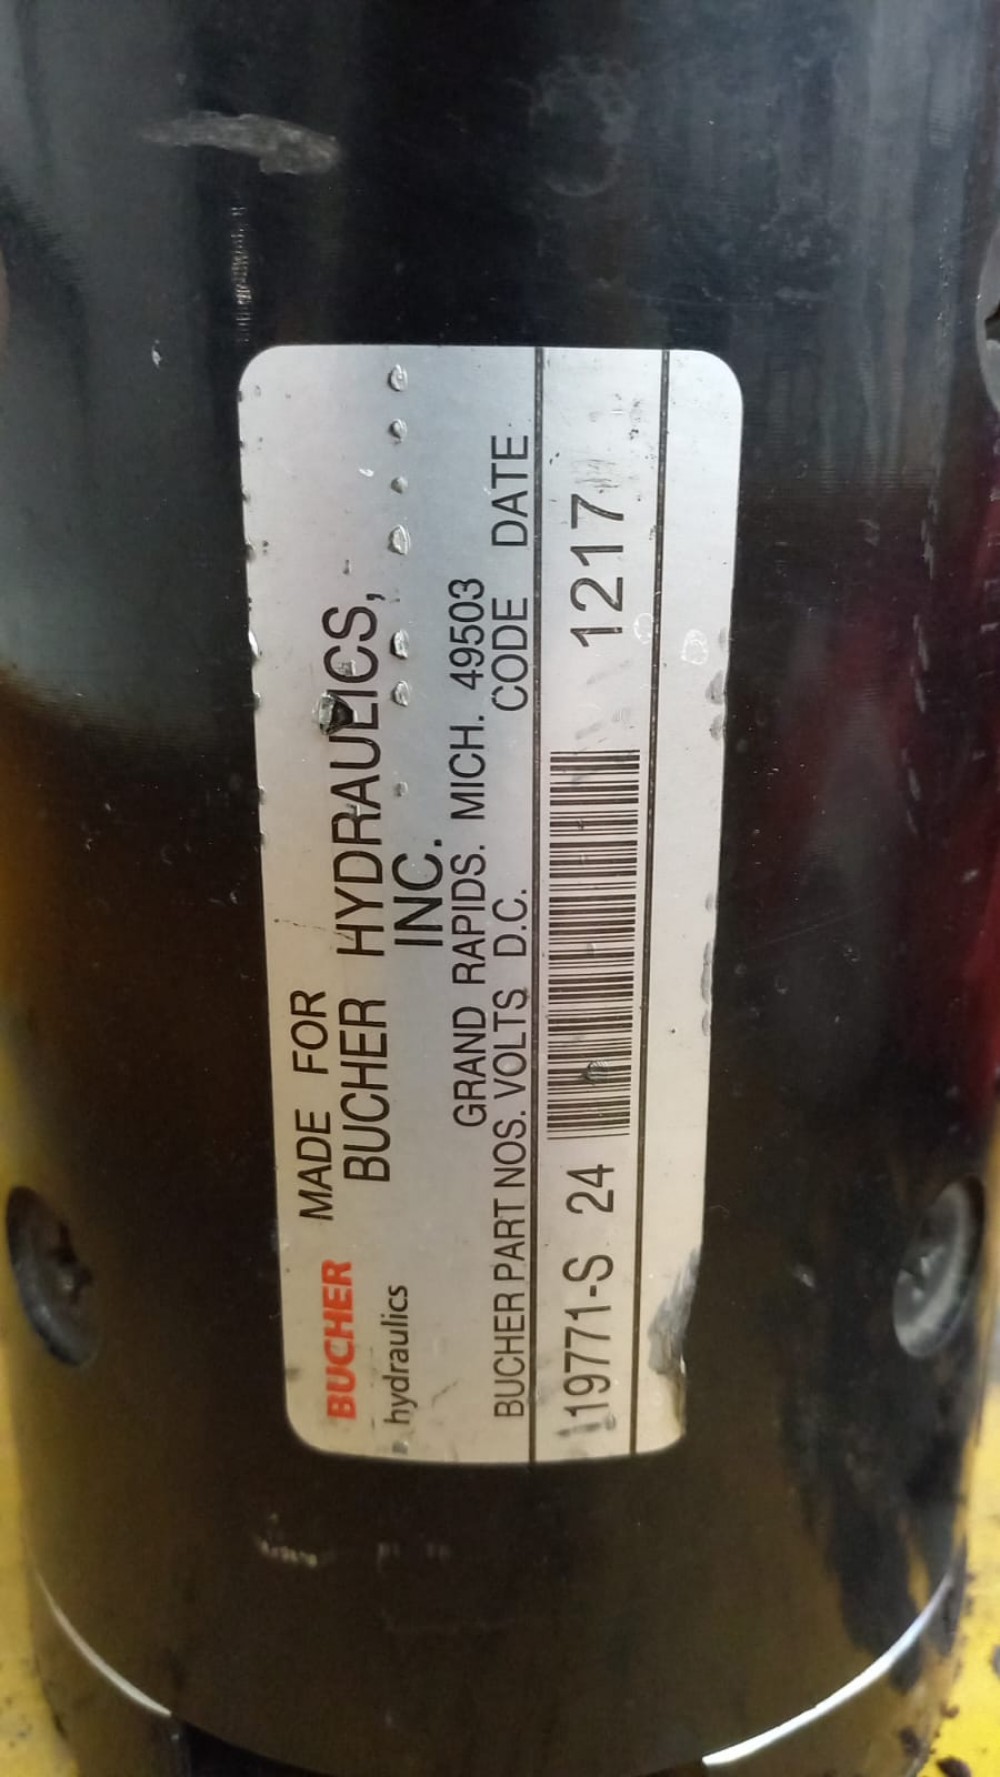 BUCHER
hydraulics
MADE FOR
BUCHER HYDRAULICS,
INC.
GRAND RAPIDS. MICH. 49503
BUCHER PART NOS. VOLTS D.C. CODE DATE
119771-S 24 1217